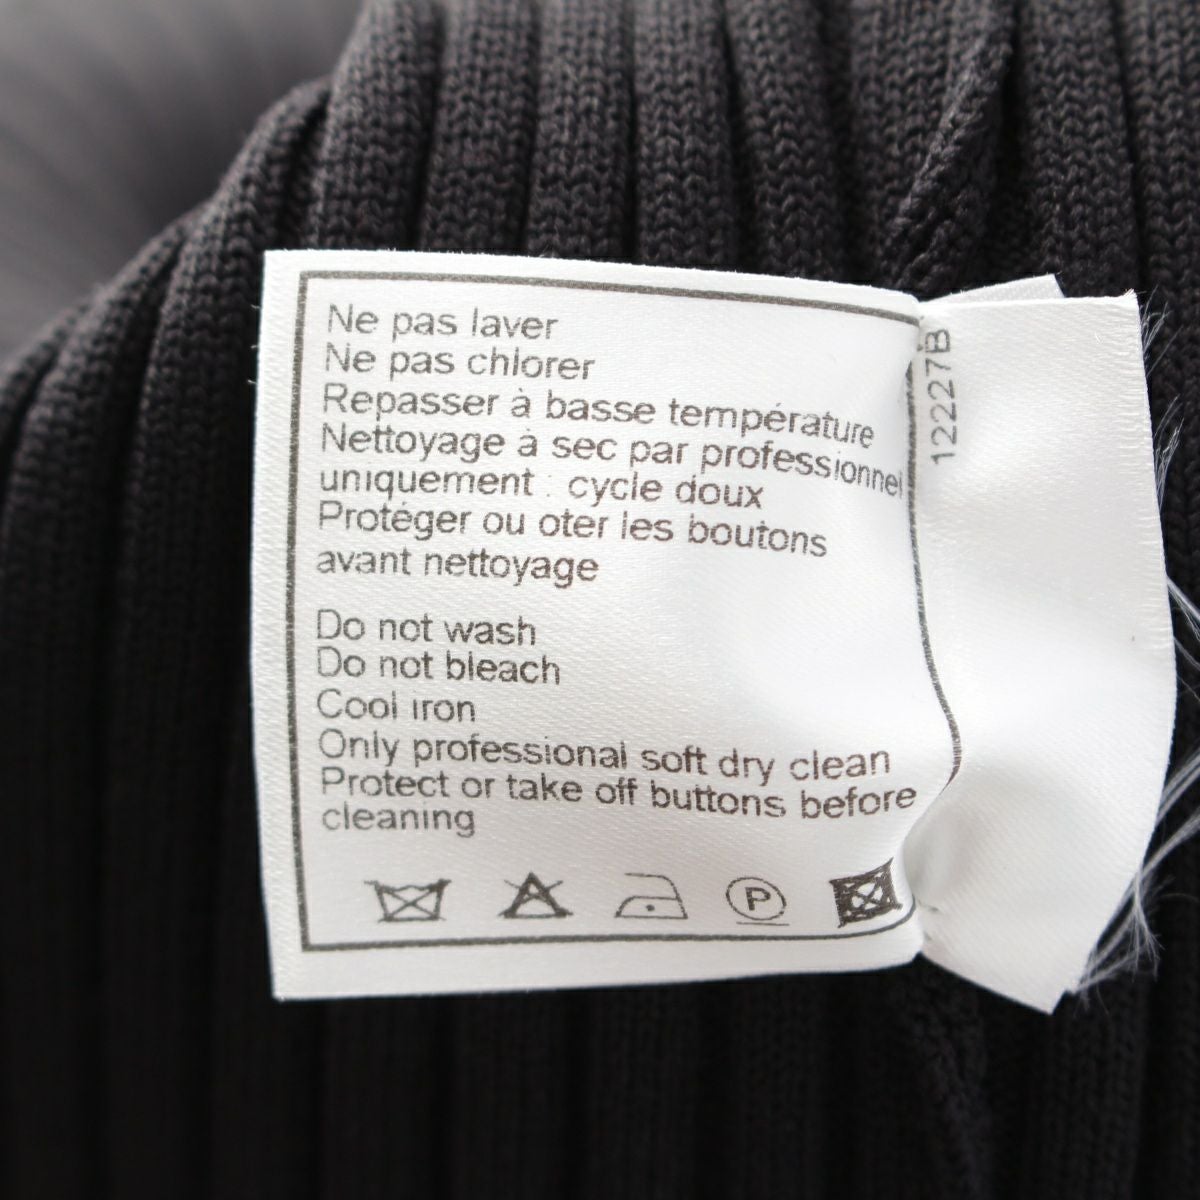 Ne pas laver
Ne pas chlorer
Repasser à basse température
Nettoyage à sec par professionnel
uniquement : cycle doux
Protéger ou oter les boutons
avant nettoyage
Do not wash
Do not bleach
Cool iron
Only professional soft dry clean
Protect or take off buttons before
cleaning
P
12227B